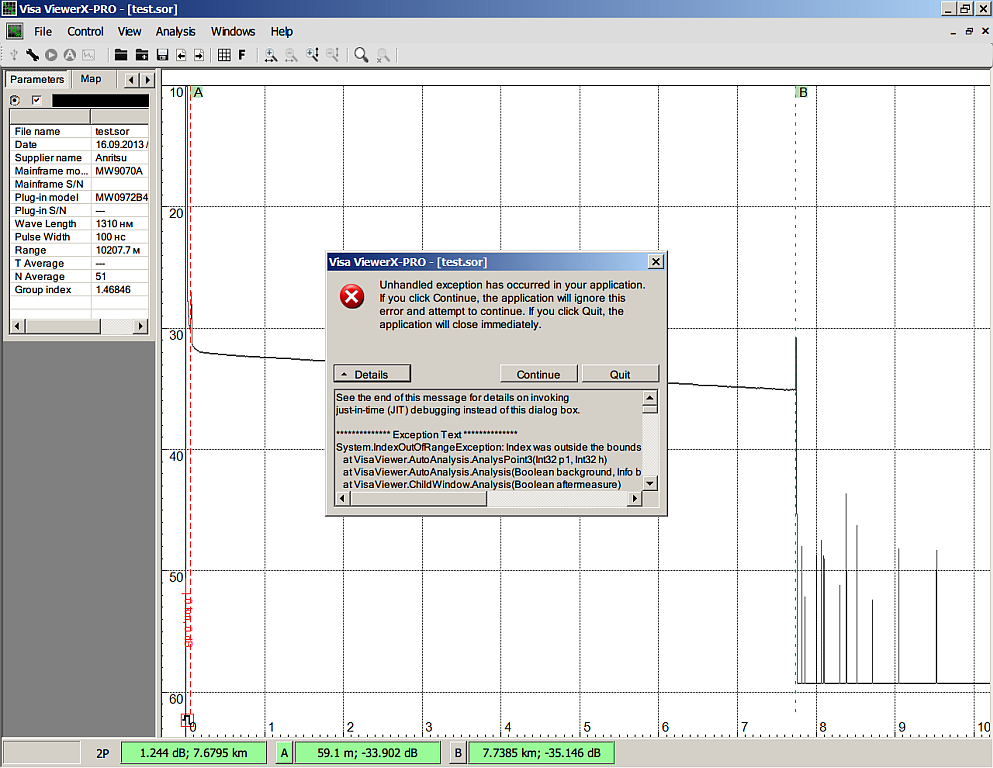 Visa ViewerX-PRO - [test.sor]
File Control View Analysis Windows Help
A F
Parameters Map
File name test.sor
Date 16.09.2013 /
Supplier name Anritsu
Mainframe mo... MW9070A
Mainframe S/N
Plug-in model MW0972B4
Plug-in S/N ---
Wave Length 1310 нм
Pulse Width 100 нс
Range 10207.7 м
T Average ---
N Average 51
Group index 1.46846
A B
10
20
30
40
50
60
0 1 2 3 4 5 6 7 8 9 10
Visa ViewerX-PRO - [test.sor]
Unhandled exception has occurred in your application.
If you click Continue, the application will ignore this
error and attempt to continue. If you click Quit, the
application will close immediately.
Details Continue Quit
See the end of this message for details on invoking
just-in-time (JIT) debugging instead of this dialog box.
************** Exception Text **************
System.IndexOutOfRangeException: Index was outside the bounds
at VisaViewer.AutoAnalysis.AnalysPoint3(Int32 p1, Int32 h)
at VisaViewer.AutoAnalysis.Analysis(Boolean background, Info b
at VisaViewer.ChildWindow.Analysis(Boolean aftermeasure)
2P 1.244 dB; 7.6795 km A 59.1 m; -33.902 dB B 7.7385 km; -35.146 dB